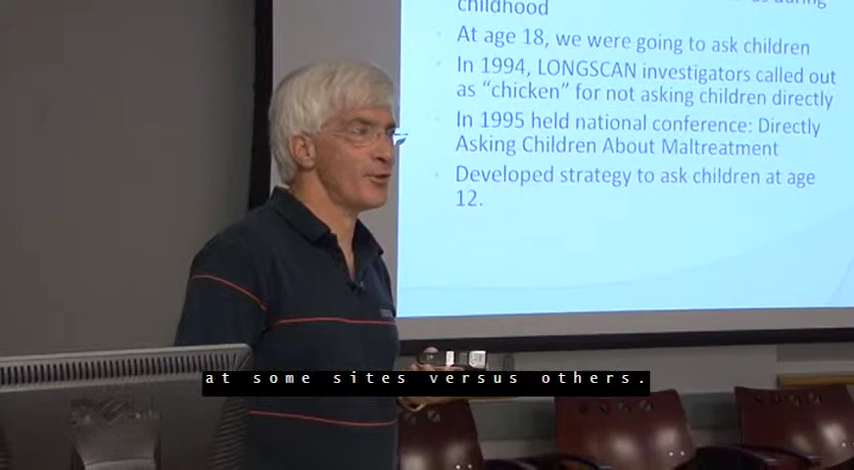 childhood
At age 18, we were going to ask children
In 1994, LONGSCAN investigators called out
as “chicken” for not asking children directly
In 1995 held national conference: Directly
Asking Children About Maltreatment
Developed strategy to ask children at age
12.
at some sites versus others.